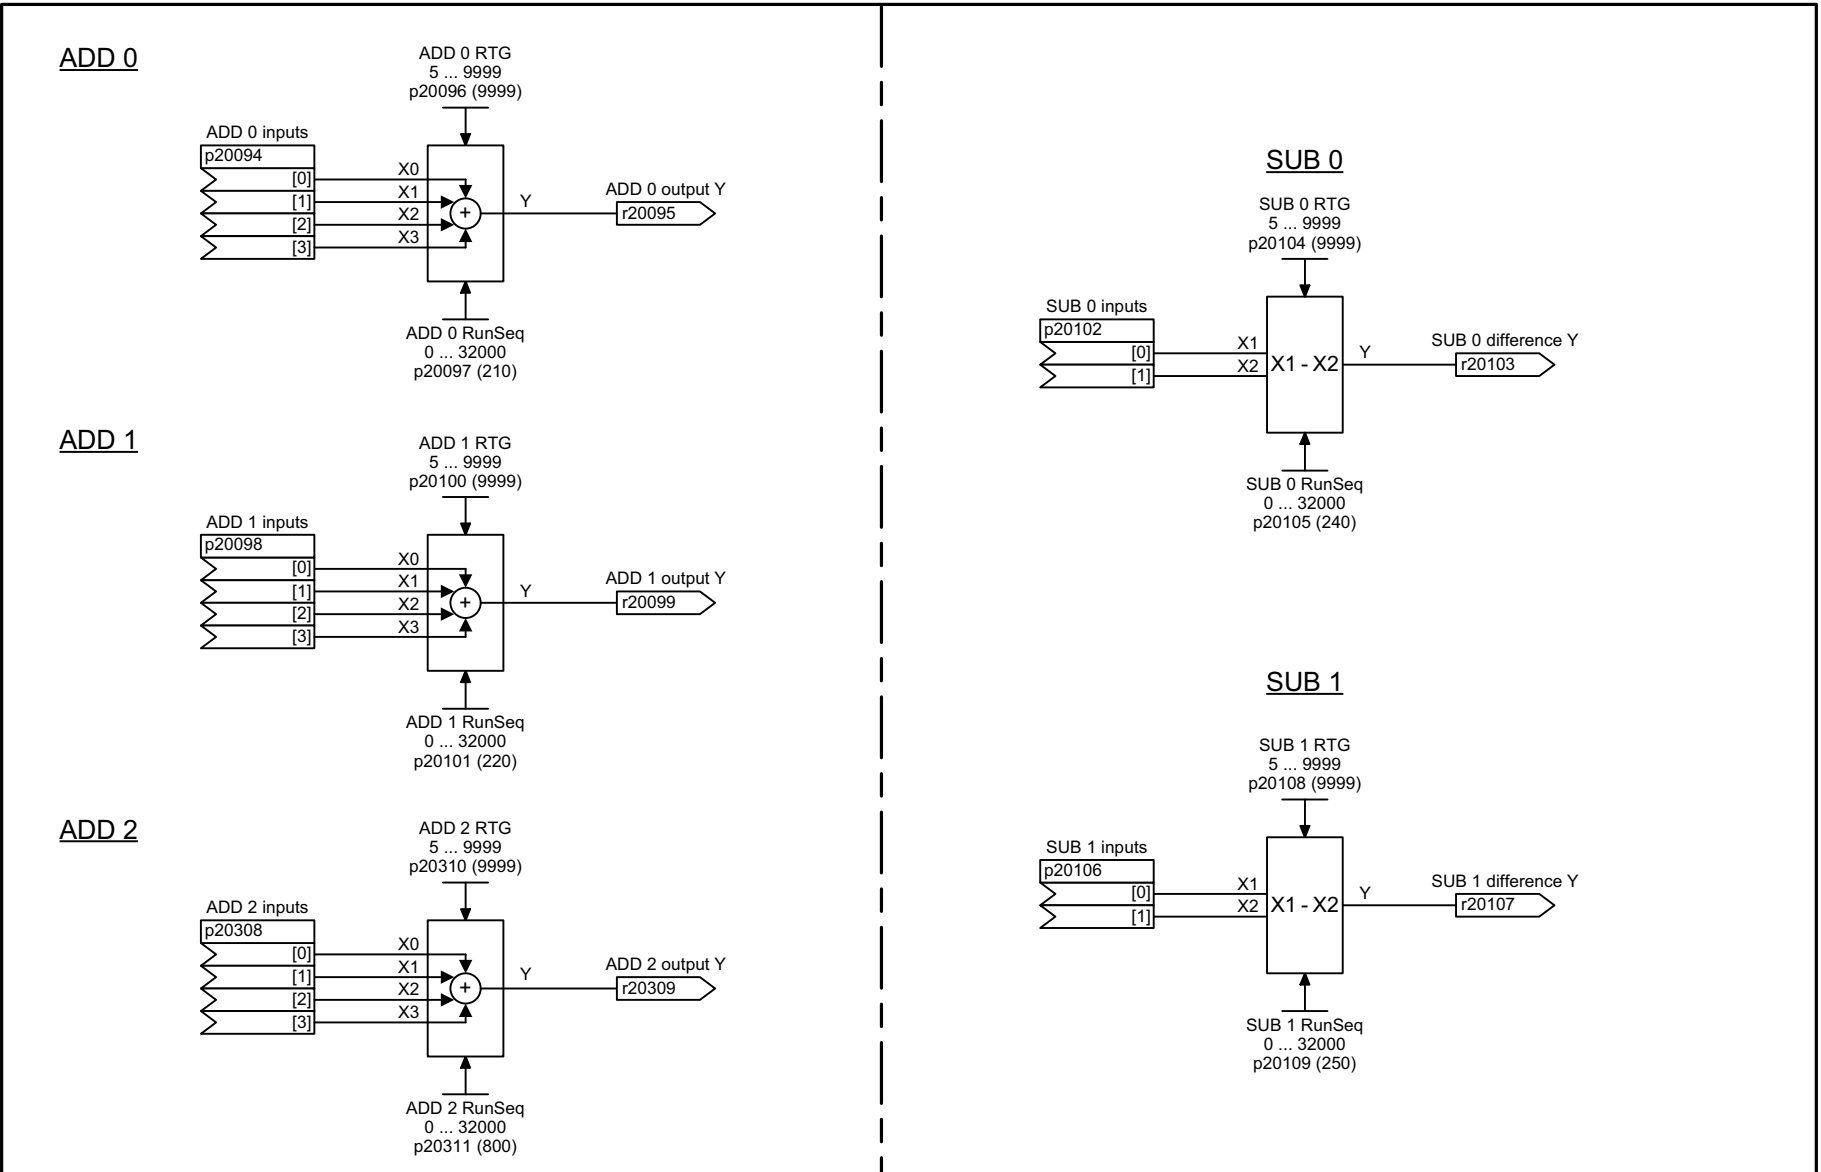 ADD 0
ADD 0 RTG
5 ... 9999
p20096 (9999)
ADD 0 inputs
p20094
[0]
[1]
[2]
[3]
X0
X1
X2
X3
+
Y
ADD 0 output Y
r20095
ADD 0 RunSeq
0 ... 32000
p20097 (210)
ADD 1
ADD 1 RTG
5 ... 9999
p20100 (9999)
ADD 1 inputs
p20098
[0]
[1]
[2]
[3]
X0
X1
X2
X3
+
Y
ADD 1 output Y
r20099
ADD 1 RunSeq
0 ... 32000
p20101 (220)
ADD 2
ADD 2 RTG
5 ... 9999
p20310 (9999)
ADD 2 inputs
p20308
[0]
[1]
[2]
[3]
X0
X1
X2
X3
+
Y
ADD 2 output Y
r20309
ADD 2 RunSeq
0 ... 32000
p20311 (800)
SUB 0
SUB 0 RTG
5 ... 9999
p20104 (9999)
SUB 0 inputs
p20102
[0]
[1]
X1
X2
X1 - X2
Y
SUB 0 difference Y
r20103
SUB 0 RunSeq
0 ... 32000
p20105 (240)
SUB 1
SUB 1 RTG
5 ... 9999
p20108 (9999)
SUB 1 inputs
p20106
[0]
[1]
X1
X2
X1 - X2
Y
SUB 1 difference Y
r20107
SUB 1 RunSeq
0 ... 32000
p20109 (250)